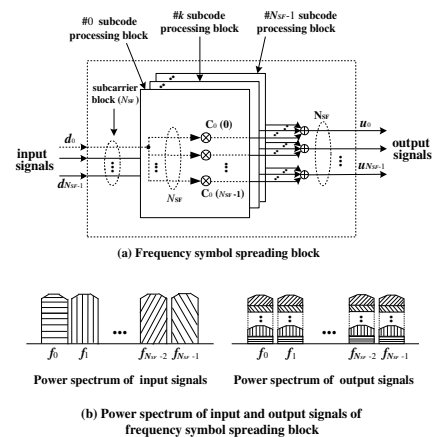 #0 subcode
processing block
#k subcode
processing block
#NSF-1 subcode
processing block
subcarrier
block (NSF)
input
signals
d0
dNSF-1
C0 (0)
C0 (NSF-1)
NSF
NSF
u0
uNSF-1
output
signals
(a) Frequency symbol spreading block
f0 f1 ••• fNSF-2 fNSF-1
f0 f1 ••• fNSF-2 fNSF-1
Power spectrum of input signals
Power spectrum of output signals
(b) Power spectrum of input and output signals of
frequency symbol spreading block